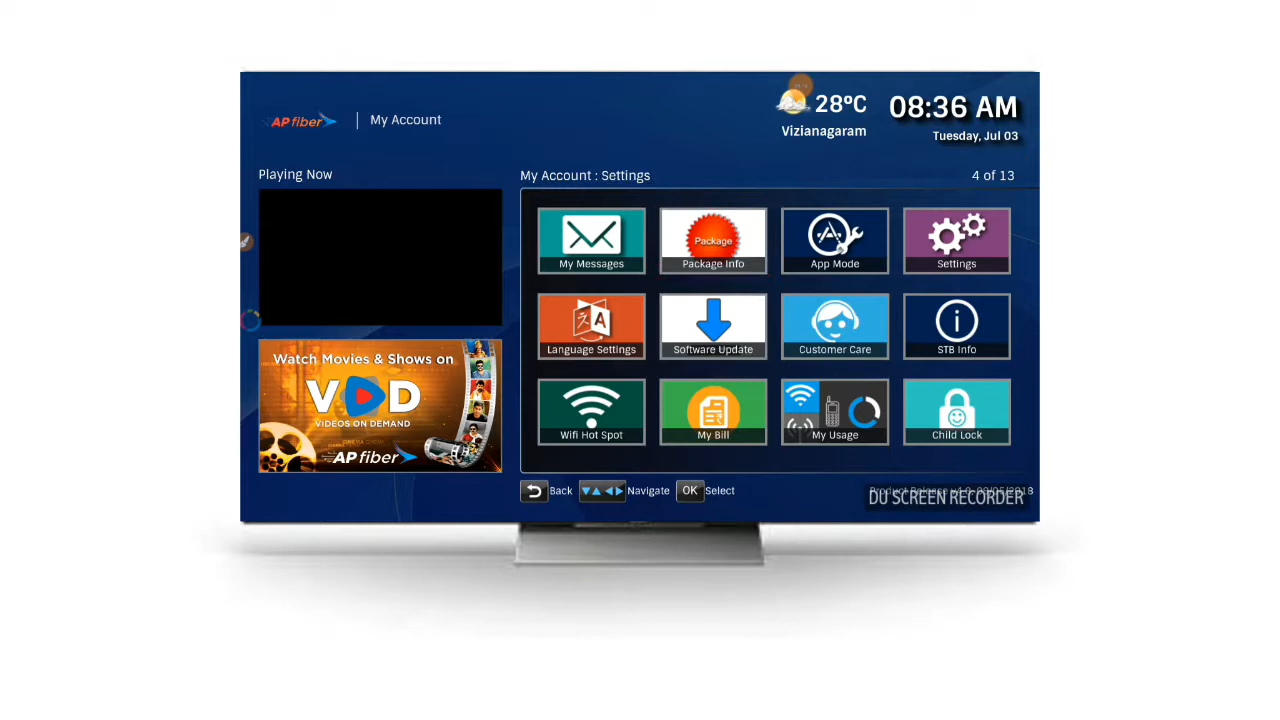 AP fiber | My Account
28ºC
Vizianagaram
08:36 AM
Tuesday, Jul 03
Playing Now
My Account : Settings
4 of 13
My Messages
Package
Package Info
App Mode
Settings
A
Language Settings
Software Update
Customer Care
i
STB Info
Wifi Hot Spot
My Bill
My Usage
Child Lock
Watch Movies & Shows on
VOD
VIDEOS ON DEMAND
AP fiber
Back
Navigate
OK Select
DU SCREEN RECORDER